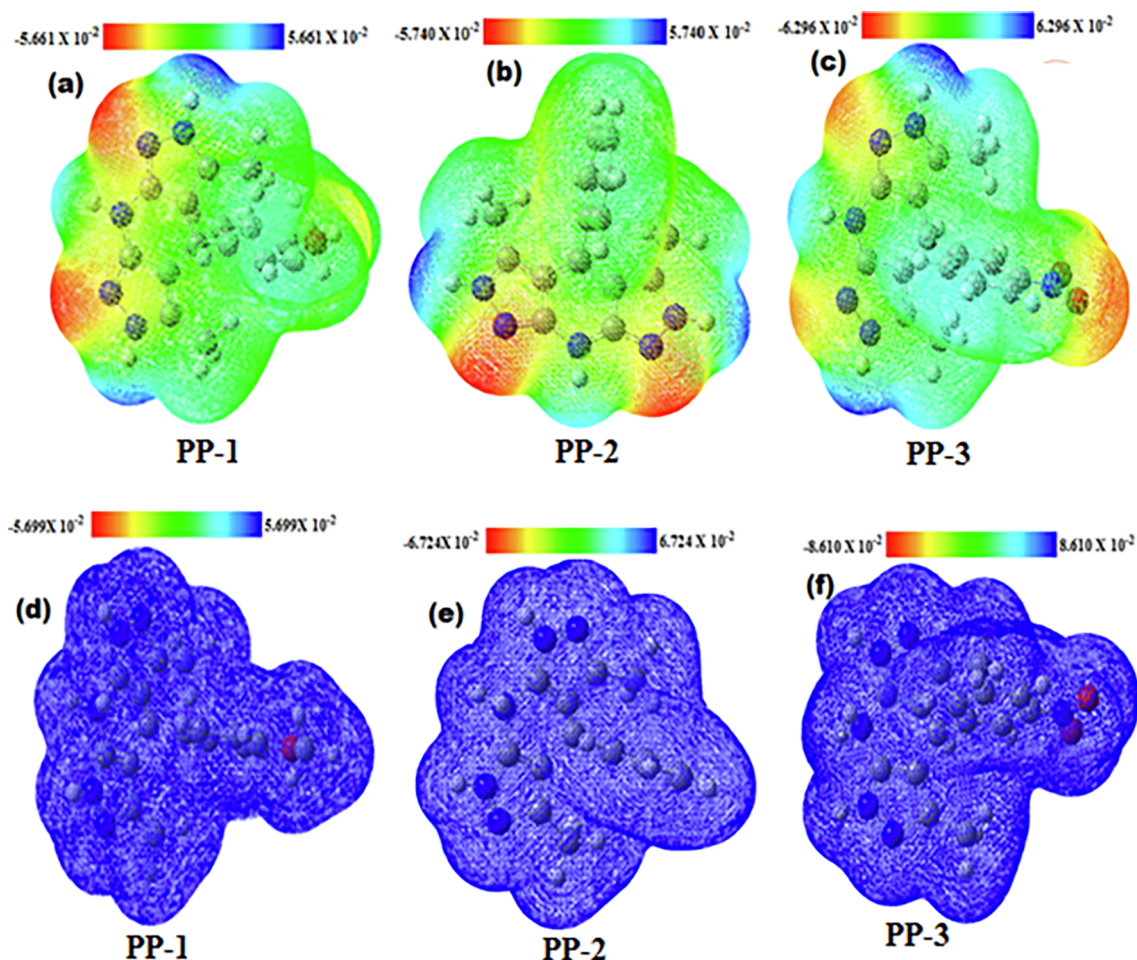 -5.661 X 10⁻² 5.661 X 10⁻²
(a)
PP-1
-5.740 X 10⁻² 5.740 X 10⁻²
(b)
PP-2
-6.296 X 10⁻² 6.296 X 10⁻²
(c)
PP-3
-5.699X 10⁻² 5.699X 10⁻²
(d)
PP-1
-6.724X 10⁻² 6.724 X 10⁻²
(e)
PP-2
-8.610 X 10⁻² 8.610 X 10⁻²
(f)
PP-3